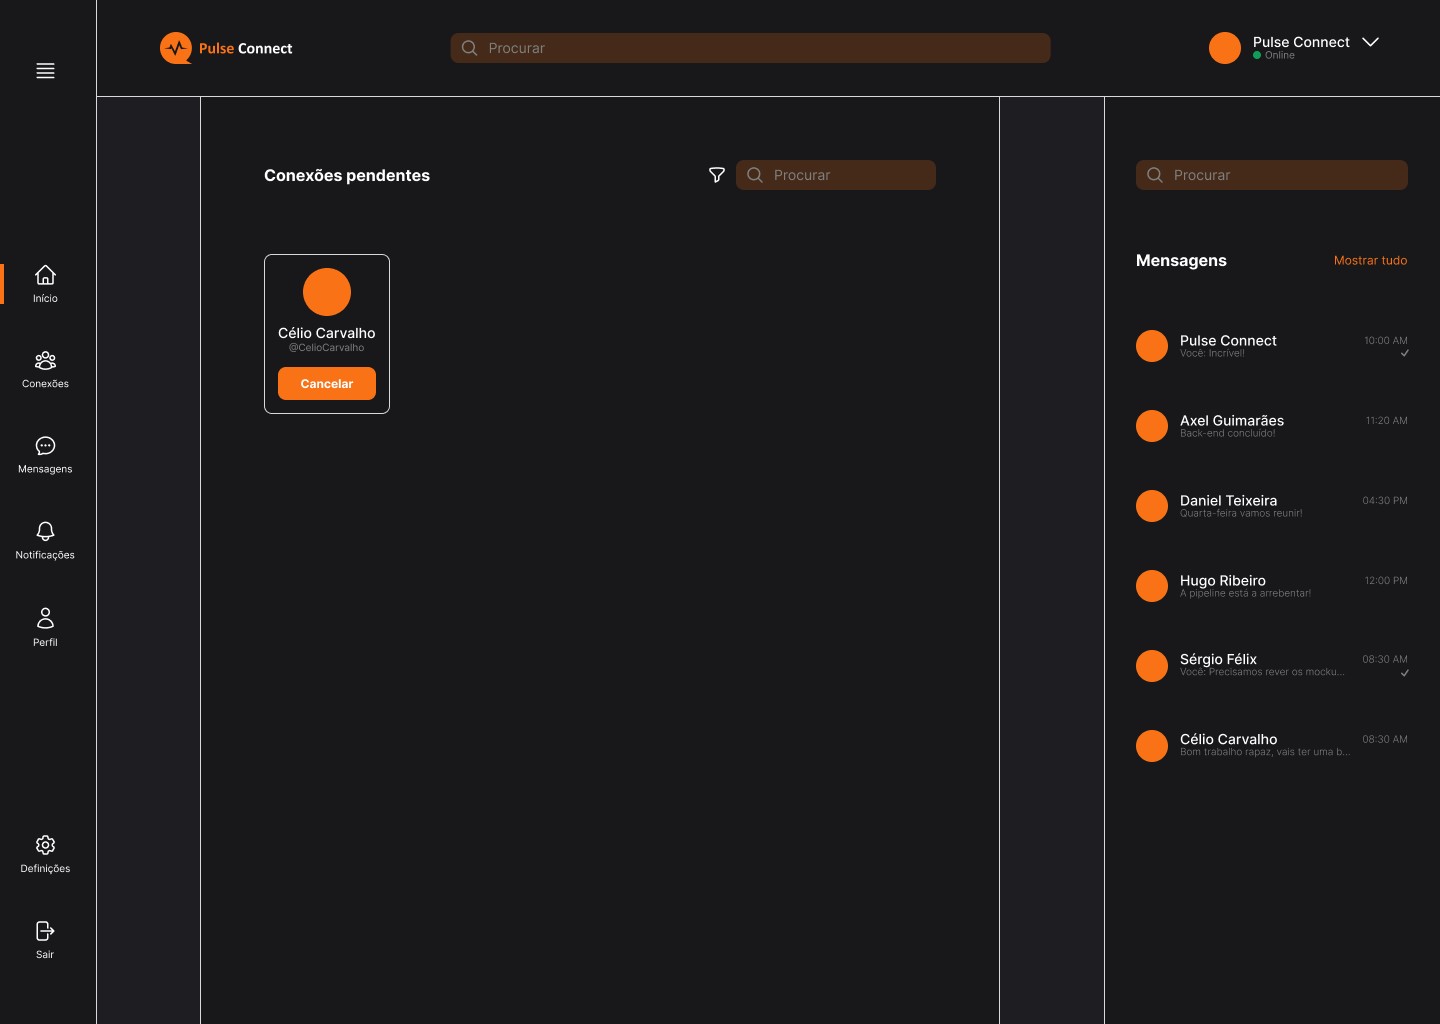 Pulse Connect
Procurar
Pulse Connect
Online
Início
Conexões
Mensagens
Notificações
Perfil
Definições
Sair
Conexões pendentes
Procurar
Célio Carvalho
@CelioCarvalho
Cancelar
Procurar
Mensagens
Mostrar tudo
Pulse Connect
10:00 AM
Você: Incrível!
Axel Guimarães
11:20 AM
Back-end concluído!
Daniel Teixeira
04:30 PM
Quarta-feira vamos reunir!
Hugo Ribeiro
12:00 PM
A pipeline está a arrebentar!
Sérgio Félix
08:30 AM
Você: Precisamos rever os mocku...
Célio Carvalho
08:30 AM
Bom trabalho rapaz, vais ter uma b...